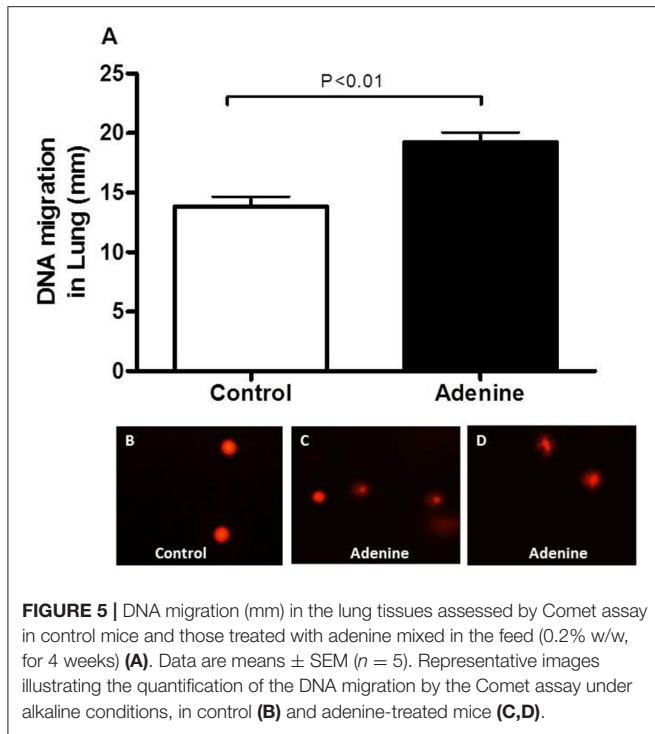 A
25
P<0.01
20
15
10
5
0
DNA migration
in Lung (mm)
Control Adenine
B C D
Control Adenine Adenine
FIGURE 5 | DNA migration (mm) in the lung tissues assessed by Comet assay
in control mice and those treated with adenine mixed in the feed (0.2% w/w,
for 4 weeks) (A). Data are means ± SEM (n = 5). Representative images
illustrating the quantification of the DNA migration by the Comet assay under
alkaline conditions, in control (B) and adenine-treated mice (C,D).